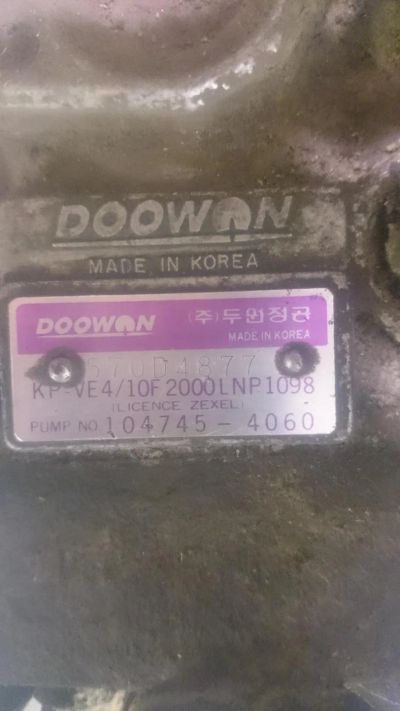 DOOWON
MADE IN KOREA
DOOWON (주)두원정공
MADE IN KOREA
570D4877
KP-VE4/10F2000LNP1098
(LICENCE ZEXEL)
PUMP NO. 104745-4060